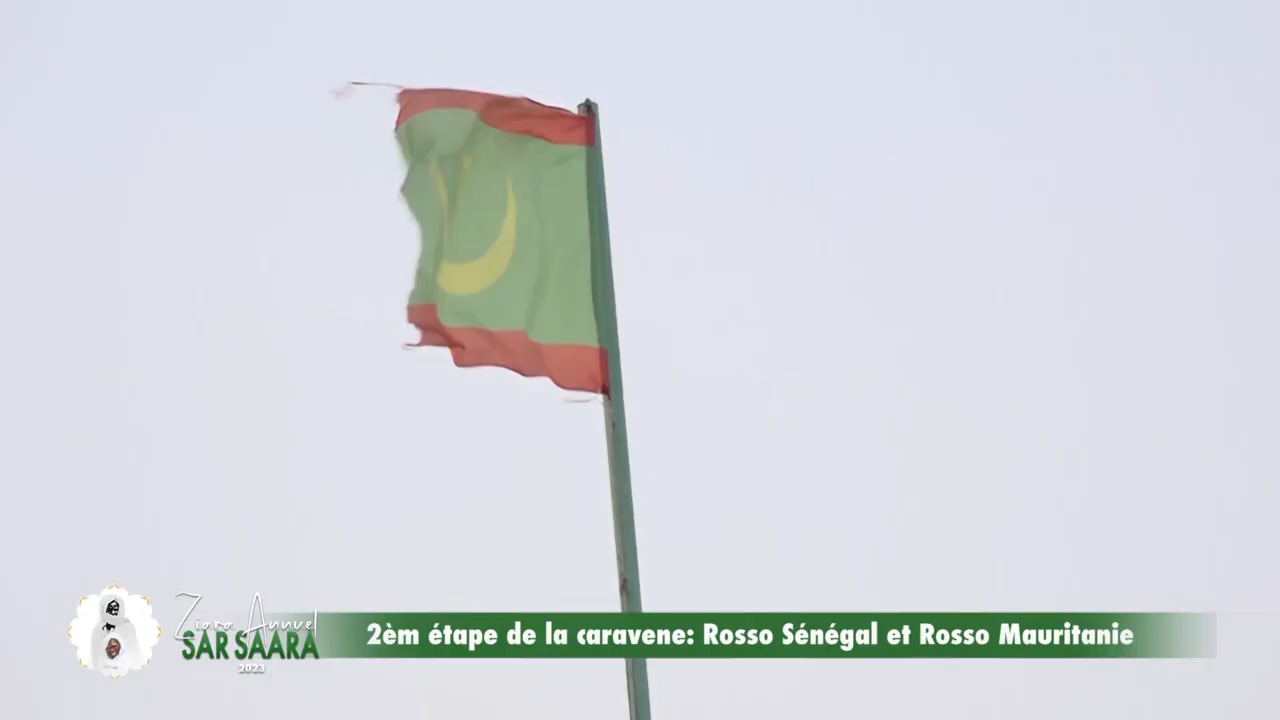 Ziara Annuel
SAR SAARA
2023
2èm étape de la caravene: Rosso Sénégal et Rosso Mauritanie